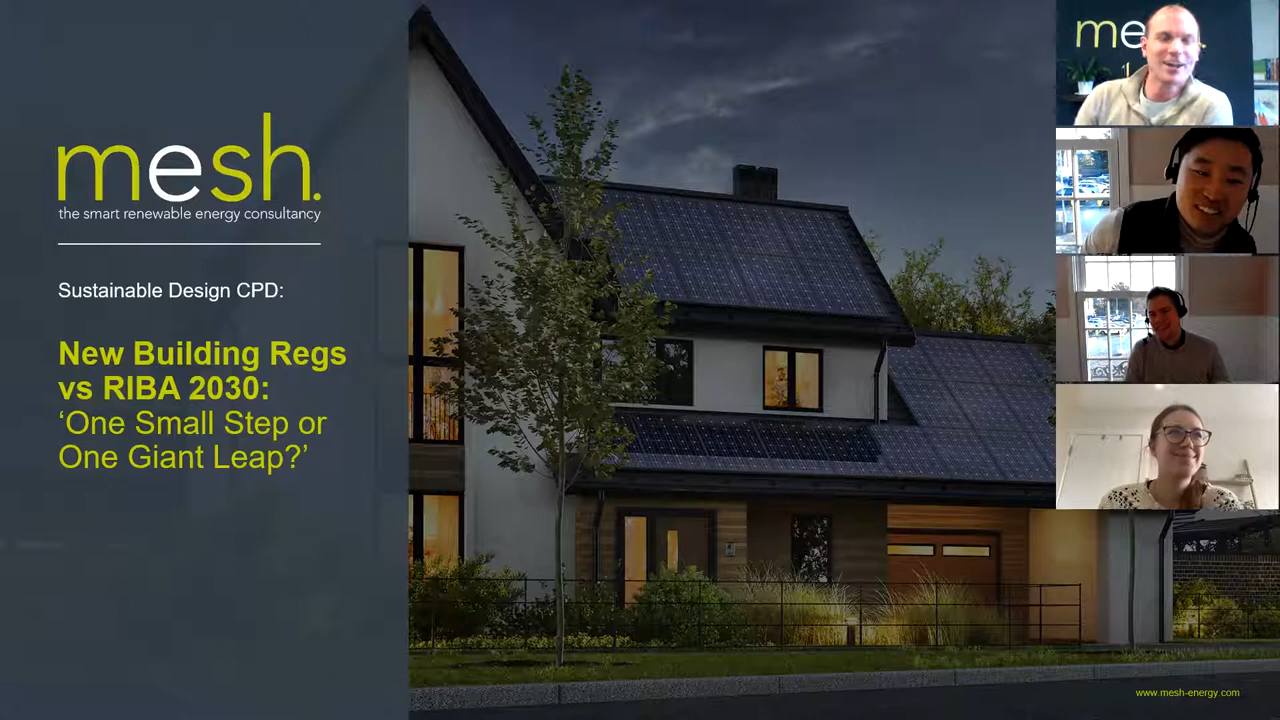 mesh.
the smart renewable energy consultancy
Sustainable Design CPD:
New Building Regs
vs RIBA 2030:
‘One Small Step or
One Giant Leap?’
me
www.mesh-energy.com